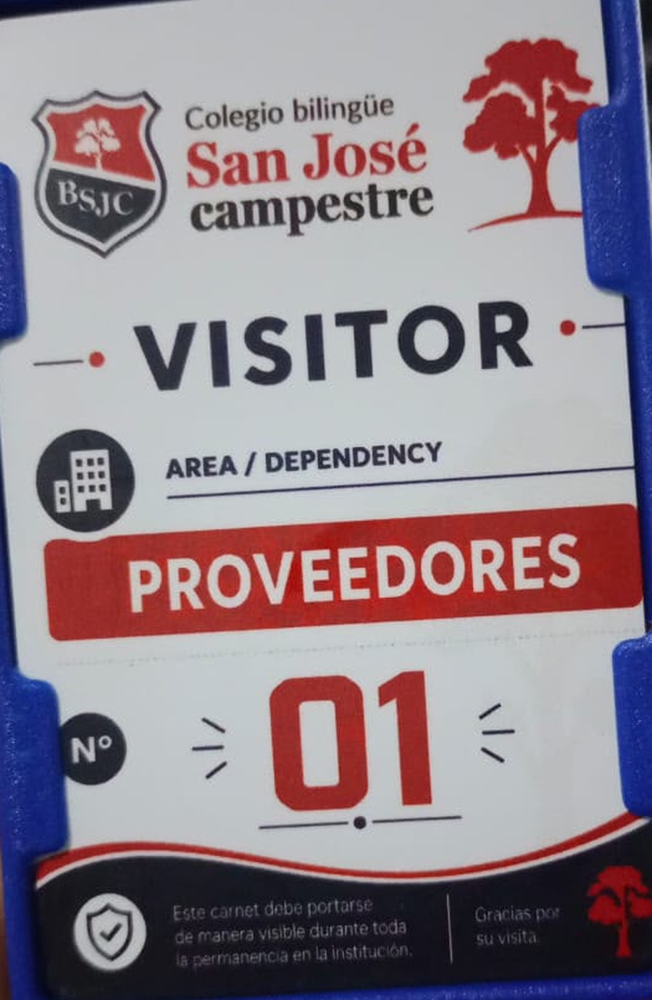 Colegio bilingüe
San José
campestre
BSJC
VISITOR
AREA / DEPENDENCY
PROVEEDORES
Nº
01
Este carnet debe portarse
de manera visible durante toda
la permanencia en la institución.
Gracias por
su visita.